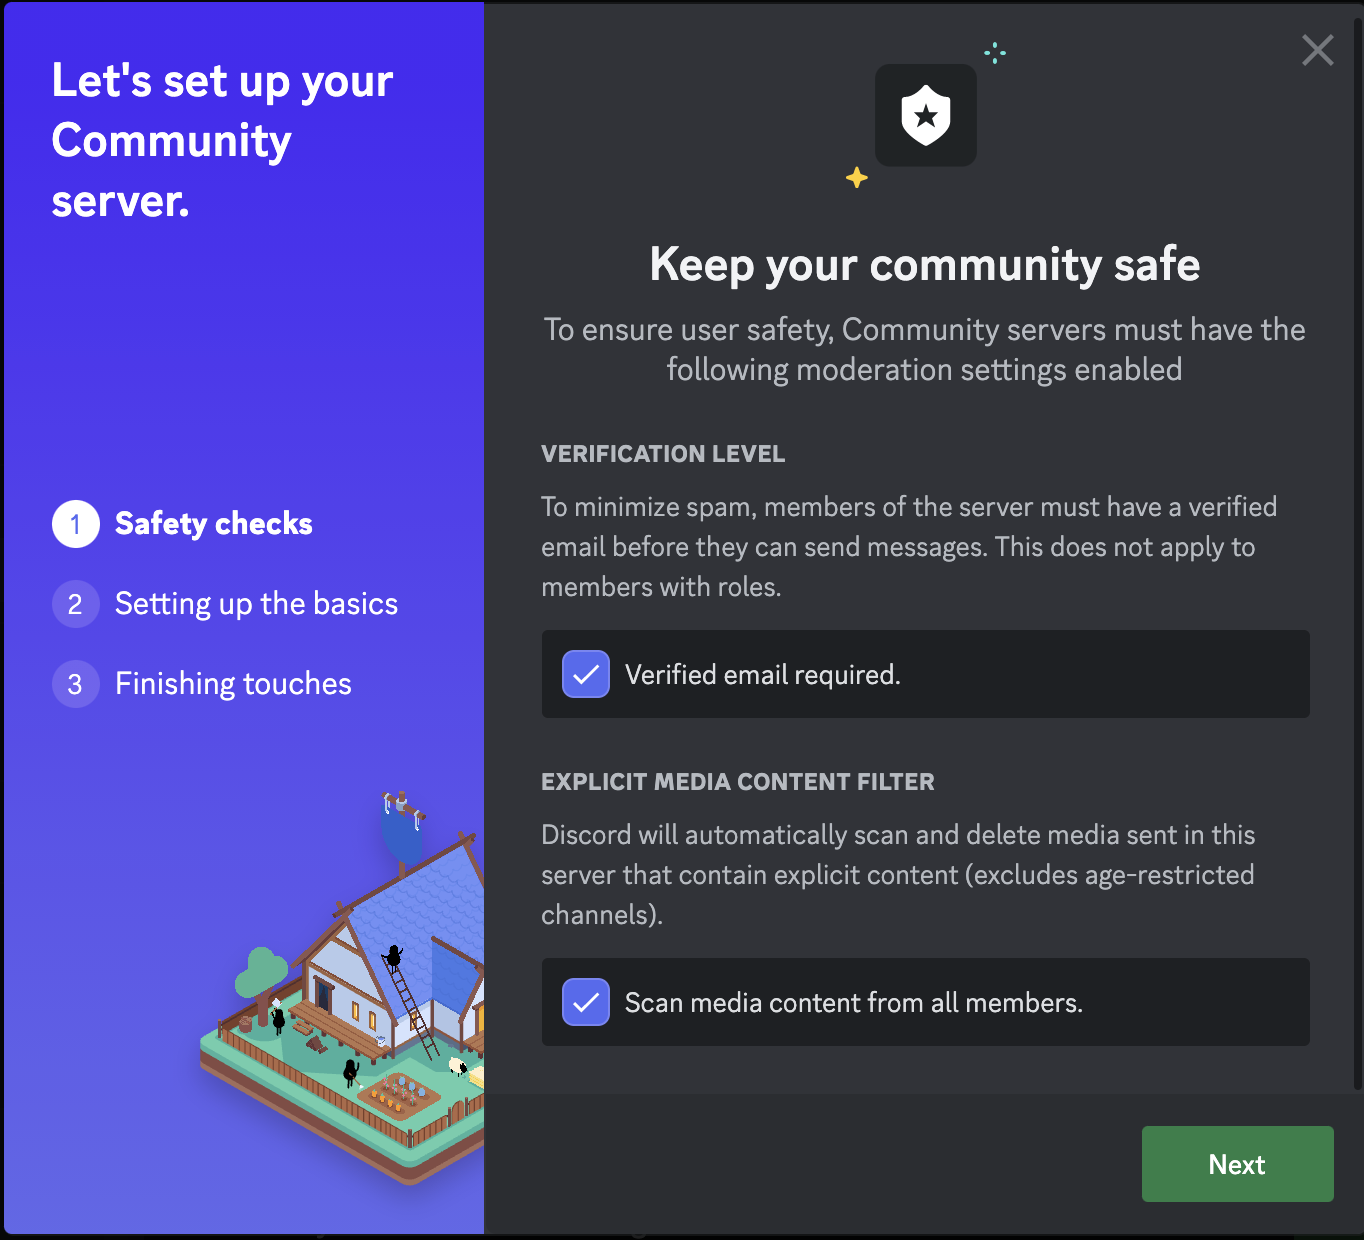 Let's set up your
Community
server.
1 Safety checks
2 Setting up the basics
3 Finishing touches
Keep your community safe
To ensure user safety, Community servers must have the
following moderation settings enabled
VERIFICATION LEVEL
To minimize spam, members of the server must have a verified
email before they can send messages. This does not apply to
members with roles.
Verified email required.
EXPLICIT MEDIA CONTENT FILTER
Discord will automatically scan and delete media sent in this
server that contain explicit content (excludes age-restricted
channels).
Scan media content from all members.
Next